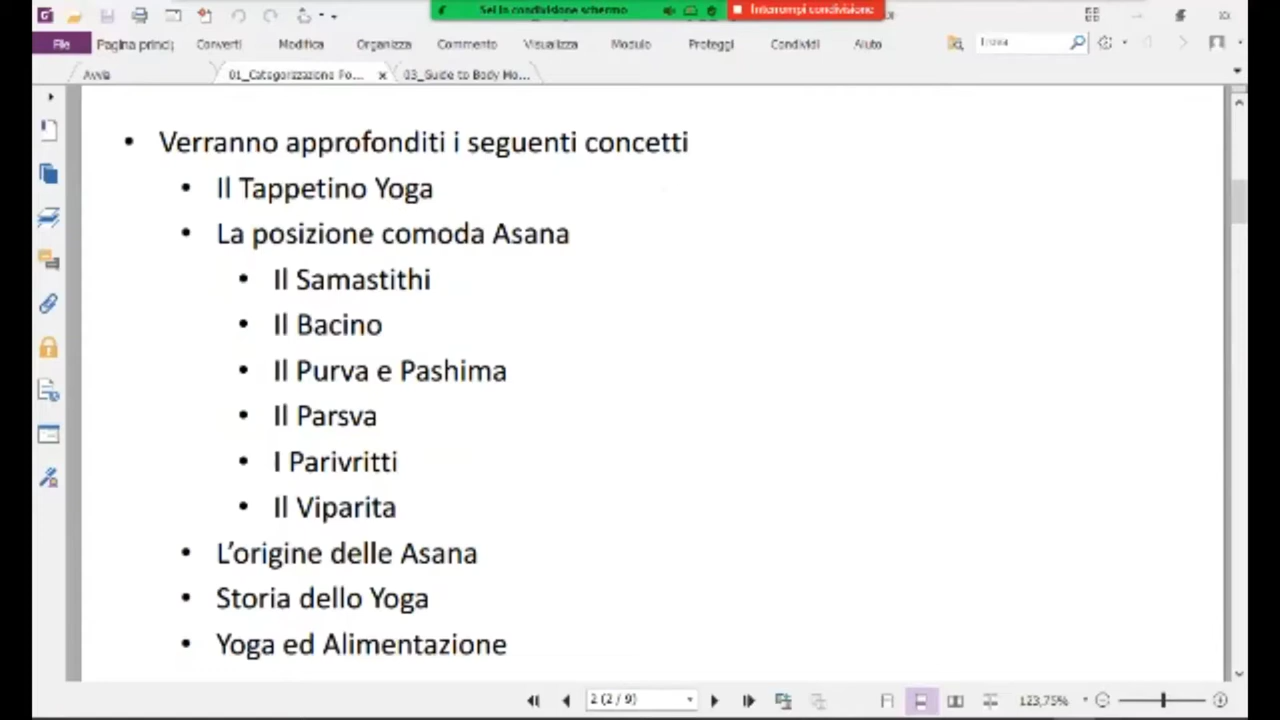 Sei in condivisione schermo
Interrompi condivisione
File Pagina princij Converti Modifica Organizza Commento Visualizza Modulo Proteggi Condividi Aiuto Trova
Avvia 01_Categorizzazione Po... 03_Guide to Body Mo...
• Verranno approfonditi i seguenti concetti
• Il Tappetino Yoga
• La posizione comoda Asana
• Il Samastithi
• Il Bacino
• Il Purva e Pashima
• Il Parsva
• I Parivritti
• Il Viparita
• L’origine delle Asana
• Storia dello Yoga
• Yoga ed Alimentazione
2 (2 / 9) 123,75%